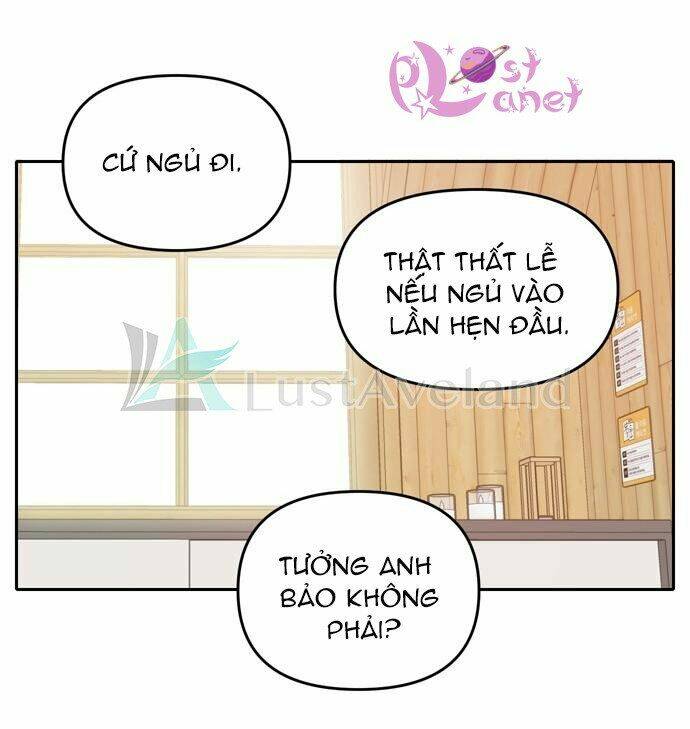 Lost
Planet
CỨ NGỦ ĐI.
THẬT THẤT LỄ
NẾU NGỦ VÀO
LẦN HẸN ĐẦU.
LustAveland
TƯỞNG ANH
BẢO KHÔNG
PHẢI?